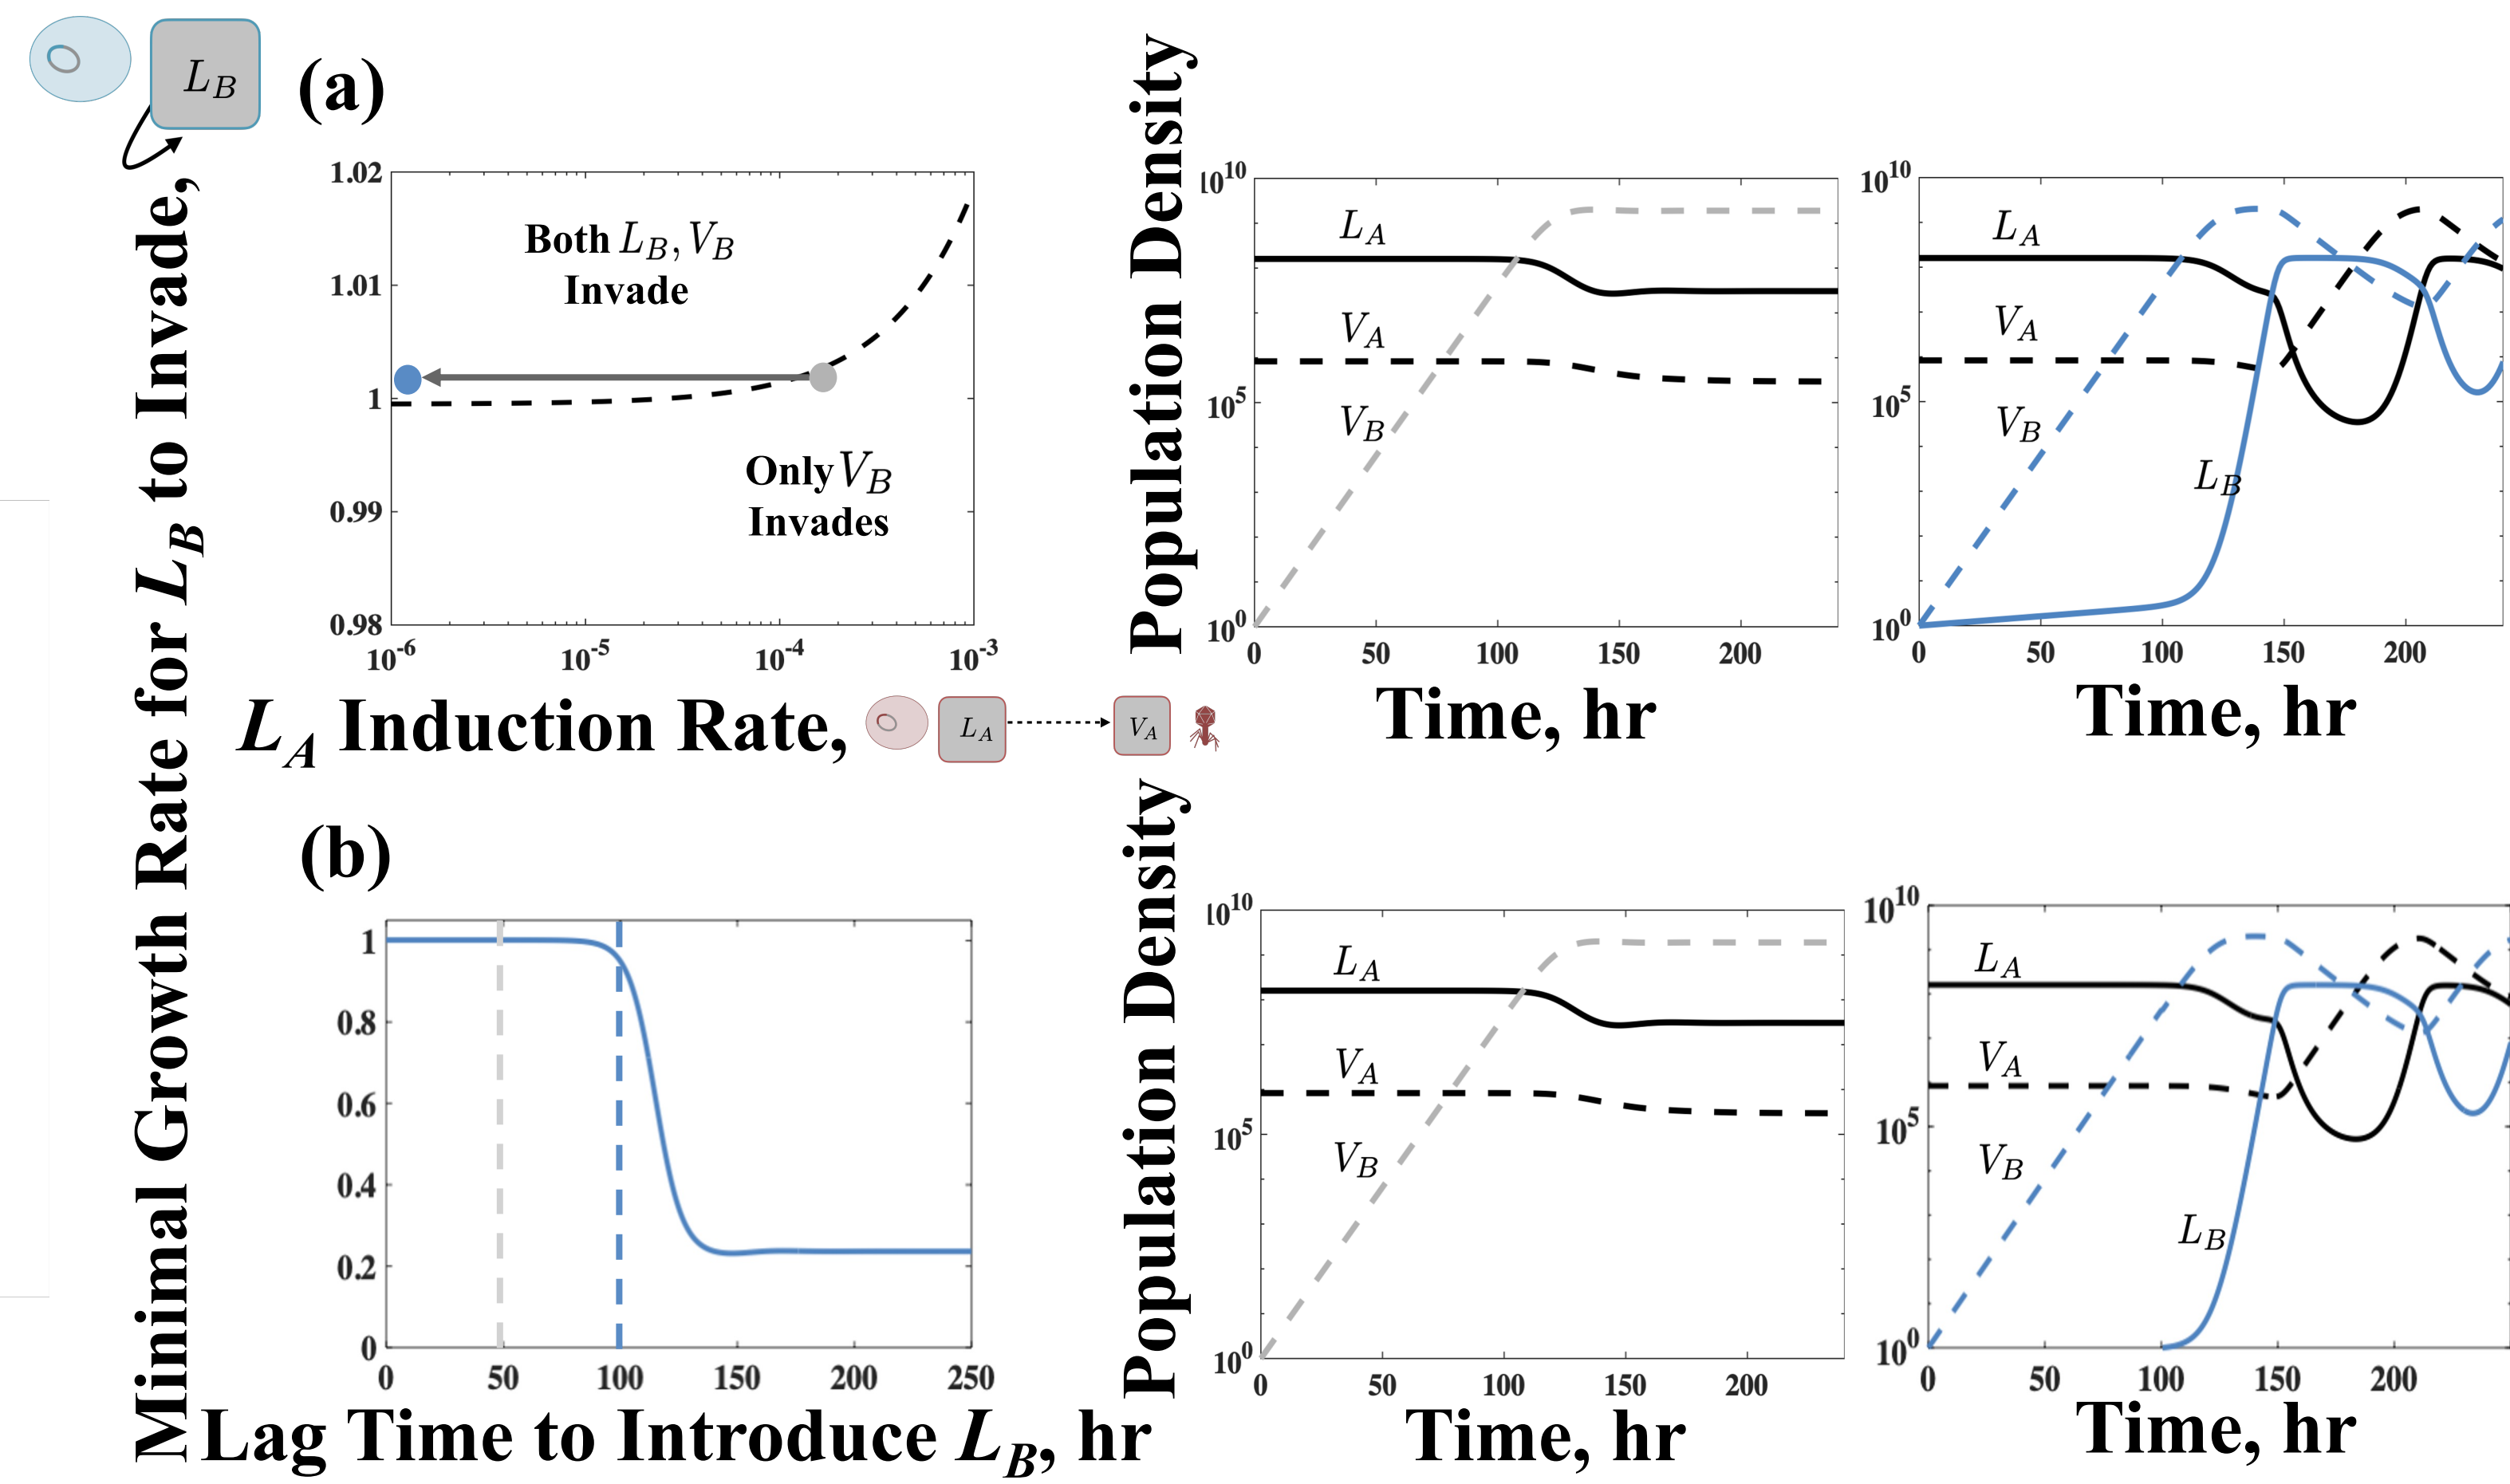 L_B
(a)
Minimal Growth Rate for L_B to Invade,
1.02
1.01
1
0.99
0.98
Both L_B, V_B
Invade
Only V_B
Invades
10^-6 10^-5 10^-4 10^-3
L_A Induction Rate,
L_A V_A
Population Density
10^10
10^5
10^0
L_A
V_A
V_B
0 50 100 150 200
Time, hr
10^10
10^5
10^0
L_A
V_A
V_B
L_B
0 50 100 150 200
Time, hr
(b)
1
0.8
0.6
0.4
0.2
0
0 50 100 150 200 250
Lag Time to Introduce L_B, hr
Population Density
10^10
10^5
10^0
L_A
V_A
V_B
0 50 100 150 200
Time, hr
10^10
10^5
10^0
L_A
V_A
V_B
L_B
0 50 100 150 200
Time, hr